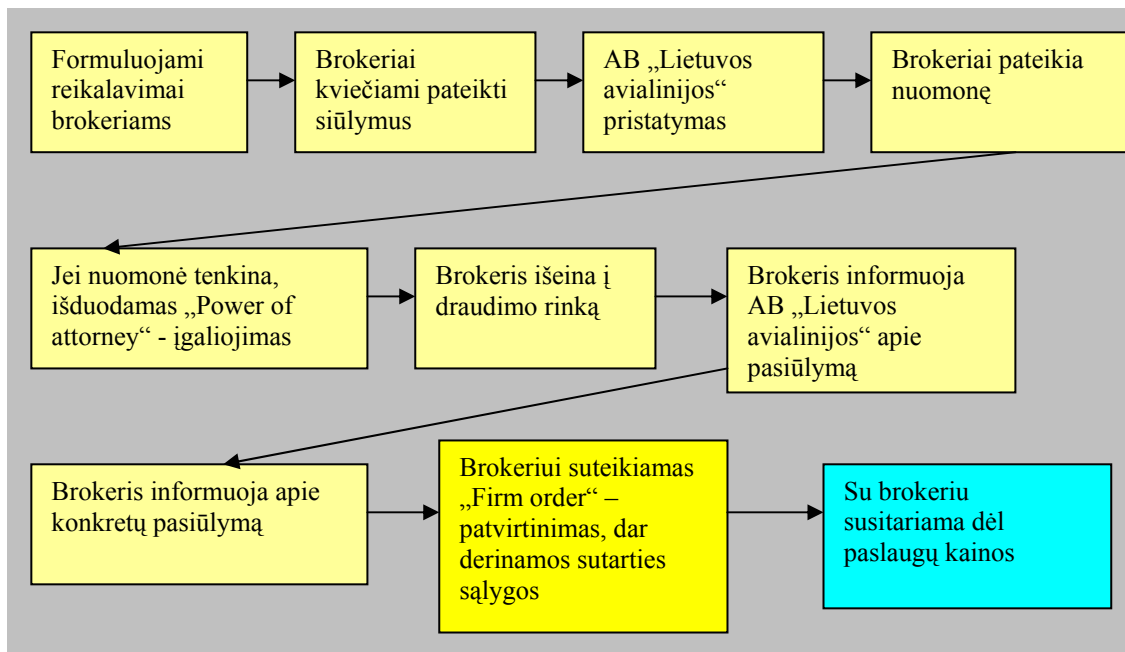 Formuluojami
reikalavimai
brokeriams
Brokeriai
kviečiami pateikti
siūlymus
AB „Lietuvos
avialinijos“
pristatymas
Brokeriai pateikia
nuomonę
Jei nuomonė tenkina,
išduodamas „Power of
attorney“ - įgaliojimas
Brokeris išeina į
draudimo rinką
Brokeris informuoja
AB „Lietuvos
avialinijos“ apie
pasiūlymą
Brokeris informuoja apie
konkretų pasiūlymą
Brokeriui suteikiamas
„Firm order“ –
patvirtinimas, dar
derinamos sutarties
sąlygos
Su brokeriu
susitariama dėl
paslaugų kainos